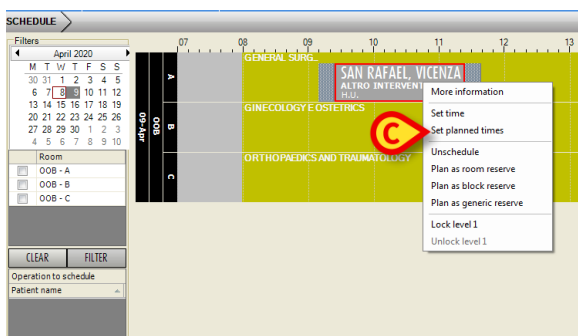 SCHEDULE
Filters
April 2020
M T W T F S S
30 31 1 2 3 4 5
6 7 8 9 10 11 12
13 14 15 16 17 18 19
20 21 22 23 24 25 26
27 28 29 30 1 2 3
4 5 6 7 8 9 10
Room
OOB - A
OOB - B
OOB - C
CLEAR FILTER
Operation to schedule
Patient name
07 08 09 10 11 12 13
09-Apr
OOB
A
B
C
GENERAL SURG...
SAN RAFAEL, VICENZA
ALTRO INTERVENT
H.U.
GINECOLOGY E OSTETRICS
ORTHOPAEDICS AND TRAUMATOLOGY
C
More information
Set time
Set planned times
Unschedule
Plan as room reserve
Plan as block reserve
Plan as generic reserve
Lock level 1
Unlock level 1